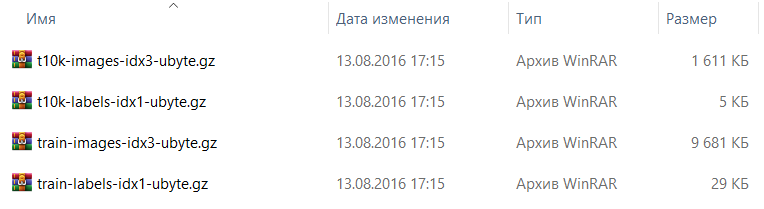 Имя Дата изменения Тип Размер
t10k-images-idx3-ubyte.gz 13.08.2016 17:15 Архив WinRAR 1 611 КБ
t10k-labels-idx1-ubyte.gz 13.08.2016 17:15 Архив WinRAR 5 КБ
train-images-idx3-ubyte.gz 13.08.2016 17:15 Архив WinRAR 9 681 КБ
train-labels-idx1-ubyte.gz 13.08.2016 17:15 Архив WinRAR 29 КБ